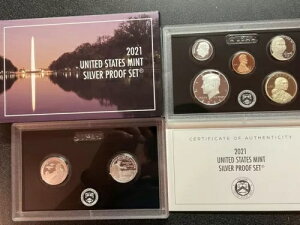 2021
UNITED STATES MINT
SILVER PROOF SET®
CERTIFICATE OF AUTHENTICITY
2021
UNITED STATES MINT
SILVER PROOF SET®